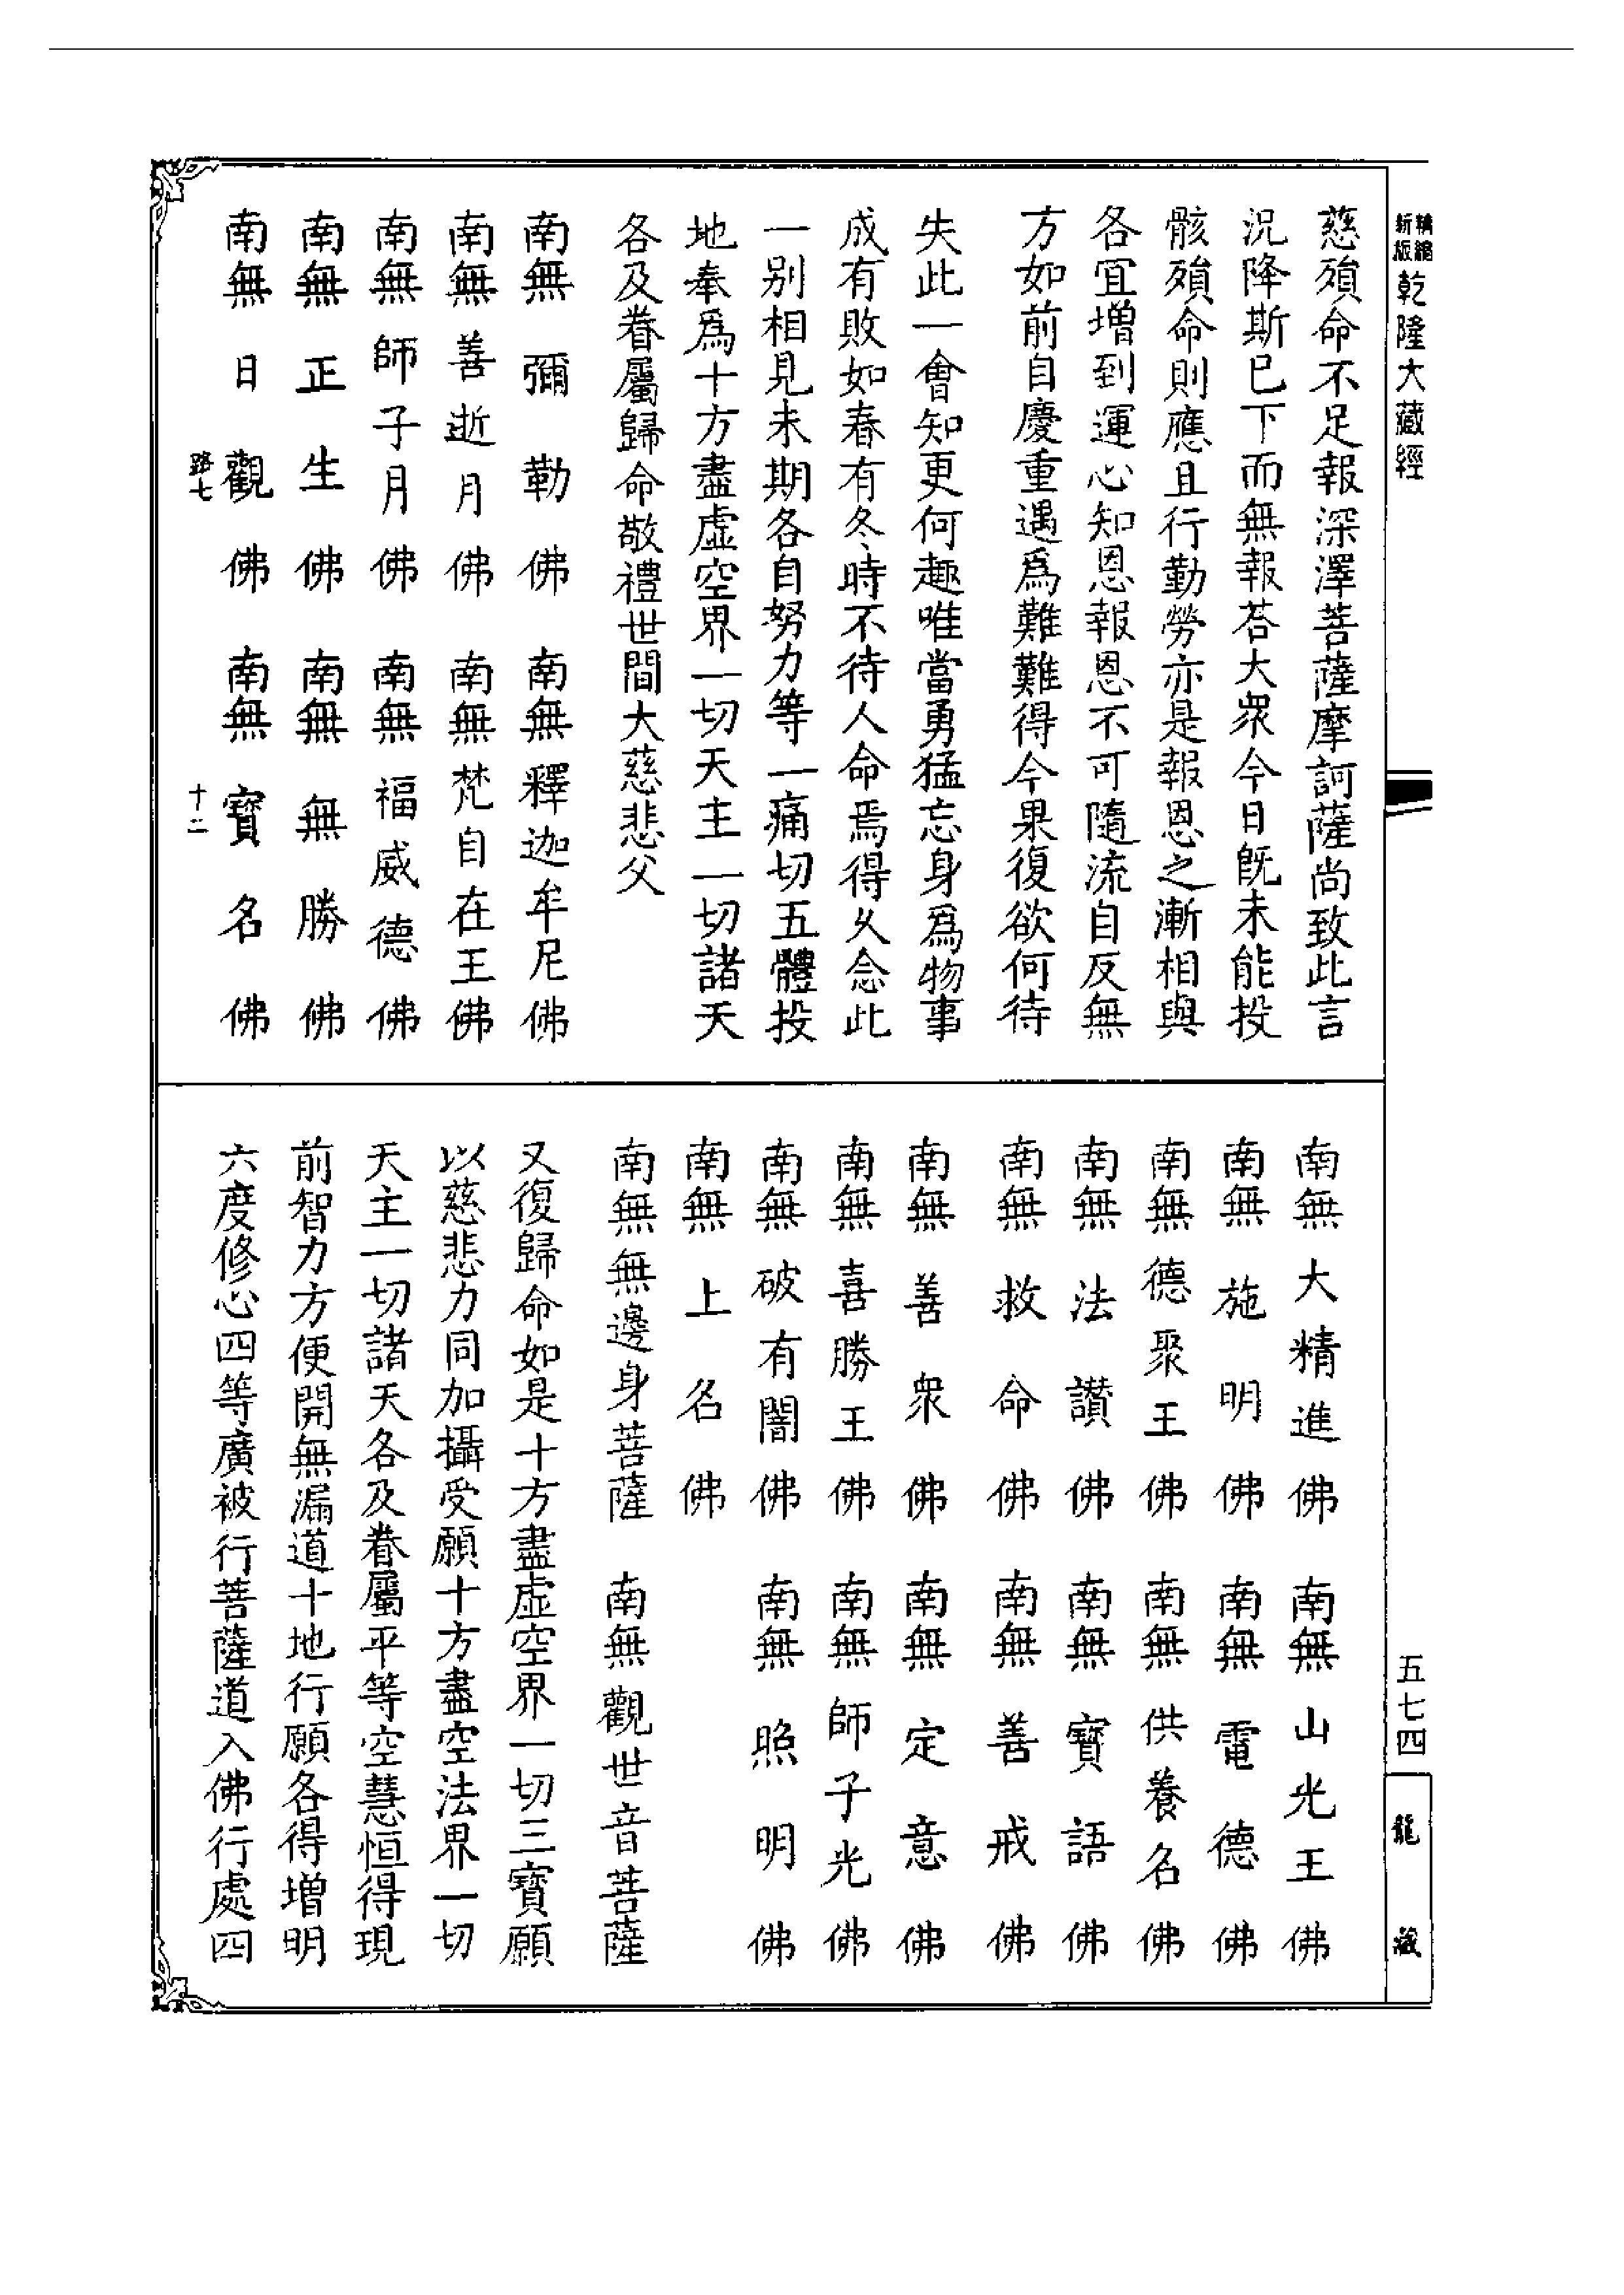 新版精縮乾隆大藏經
慈殞命不足報深澤菩薩摩訶薩尚致此言
況降斯已下而無報荅大眾今日旣未能投
骸殞命則應且行勤勞亦是報恩之漸相與
各宜增到運心知恩報恩不可隨流自反無
方如前自慶重遇爲難難得今果復欲何待
失此一會知更何趣唯當勇猛忘身爲物事
成有敗如春有冬時不待人命焉得久念此
一别相見未期各自努力等一痛切五體投
地奉爲十方盡虛空界一切天主一切諸天
各及眷屬歸命敬禮世間大慈悲父
南無彌勒佛 南無釋迦牟尼佛
南無善逝月佛 南無梵自在王佛
南無師子月佛 南無福威德佛
南無正生佛 南無無勝佛
南無日觀佛 南無寶名佛
路七 十二
南無大精進佛 南無山光王佛
南無施明佛 南無電德佛
南無德聚王佛 南無供養名佛
南無法讚佛 南無寶語佛
南無救命佛 南無善戒佛
南無善眾佛 南無定意佛
南無喜勝王佛 南無師子光佛
南無破有闇佛 南無照明佛
南無上名佛
南無無邊身菩薩 南無觀世音菩薩
又復歸命如是十方盡虛空界一切三寶願
以慈悲力同加攝受願十方盡空法界一切
天主一切諸天各及眷屬平等空慧恒得現
前智力方便開無漏道十地行願各得增明
六度修心四等廣被行菩薩道入佛行處四
五七四
龍藏